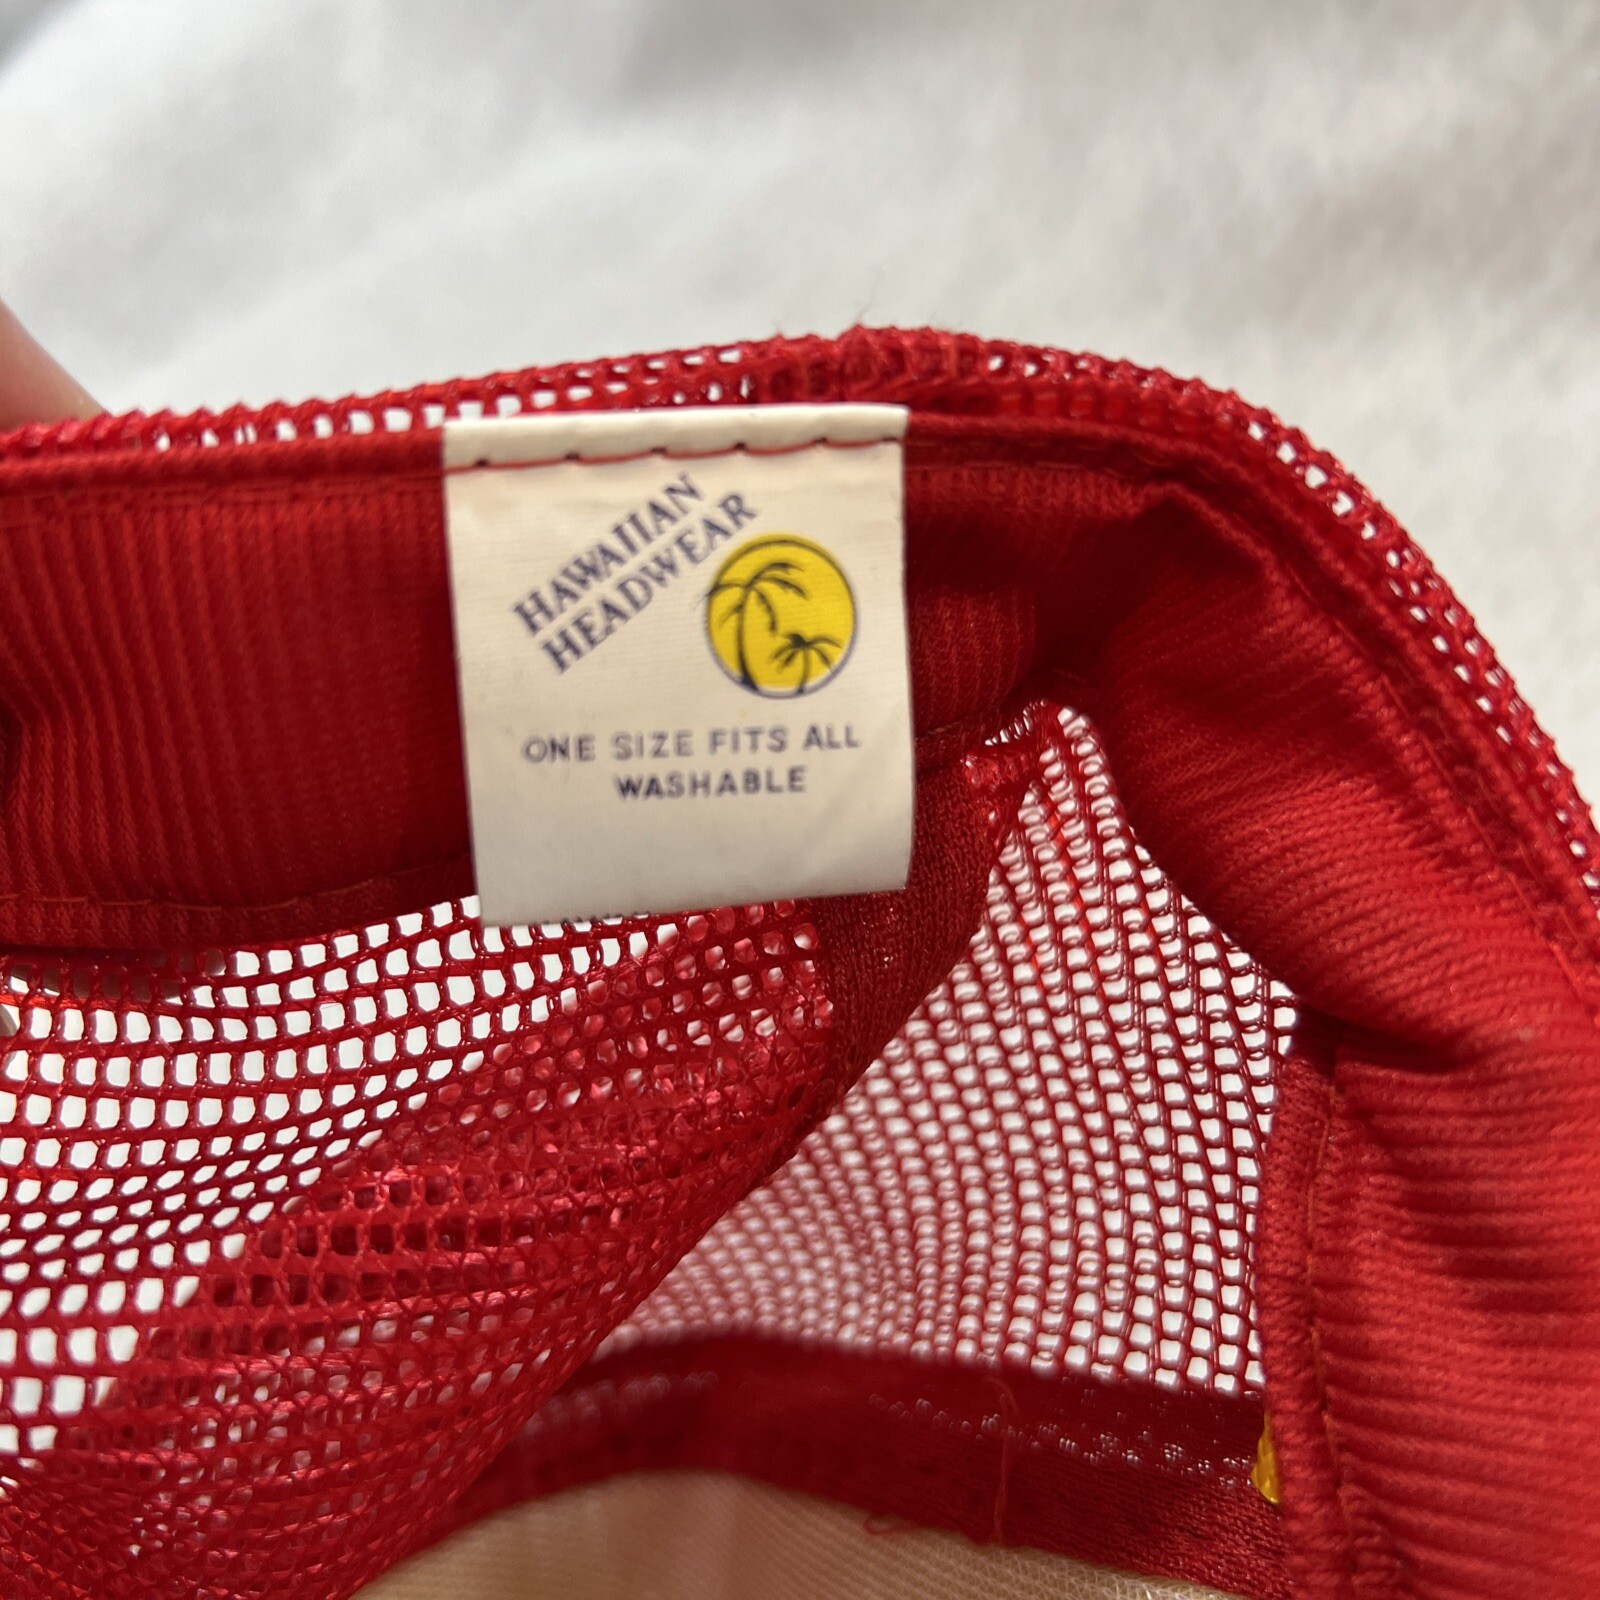 HAWAIIAN
HEADWEAR
ONE SIZE FITS ALL
WASHABLE